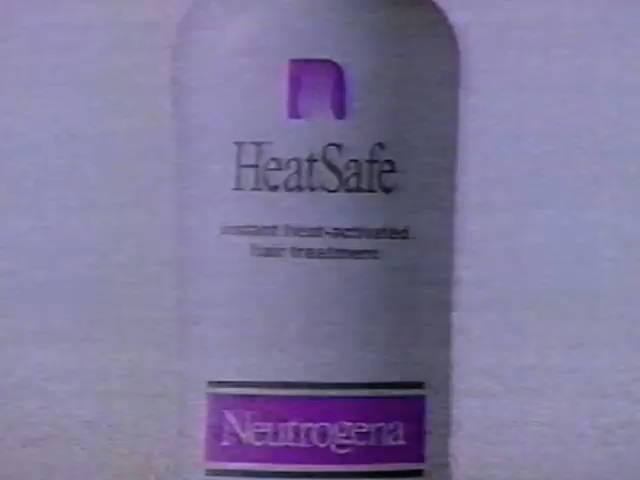 n
HeatSafe
instant heat-activated
hair treatment
Neutrogena